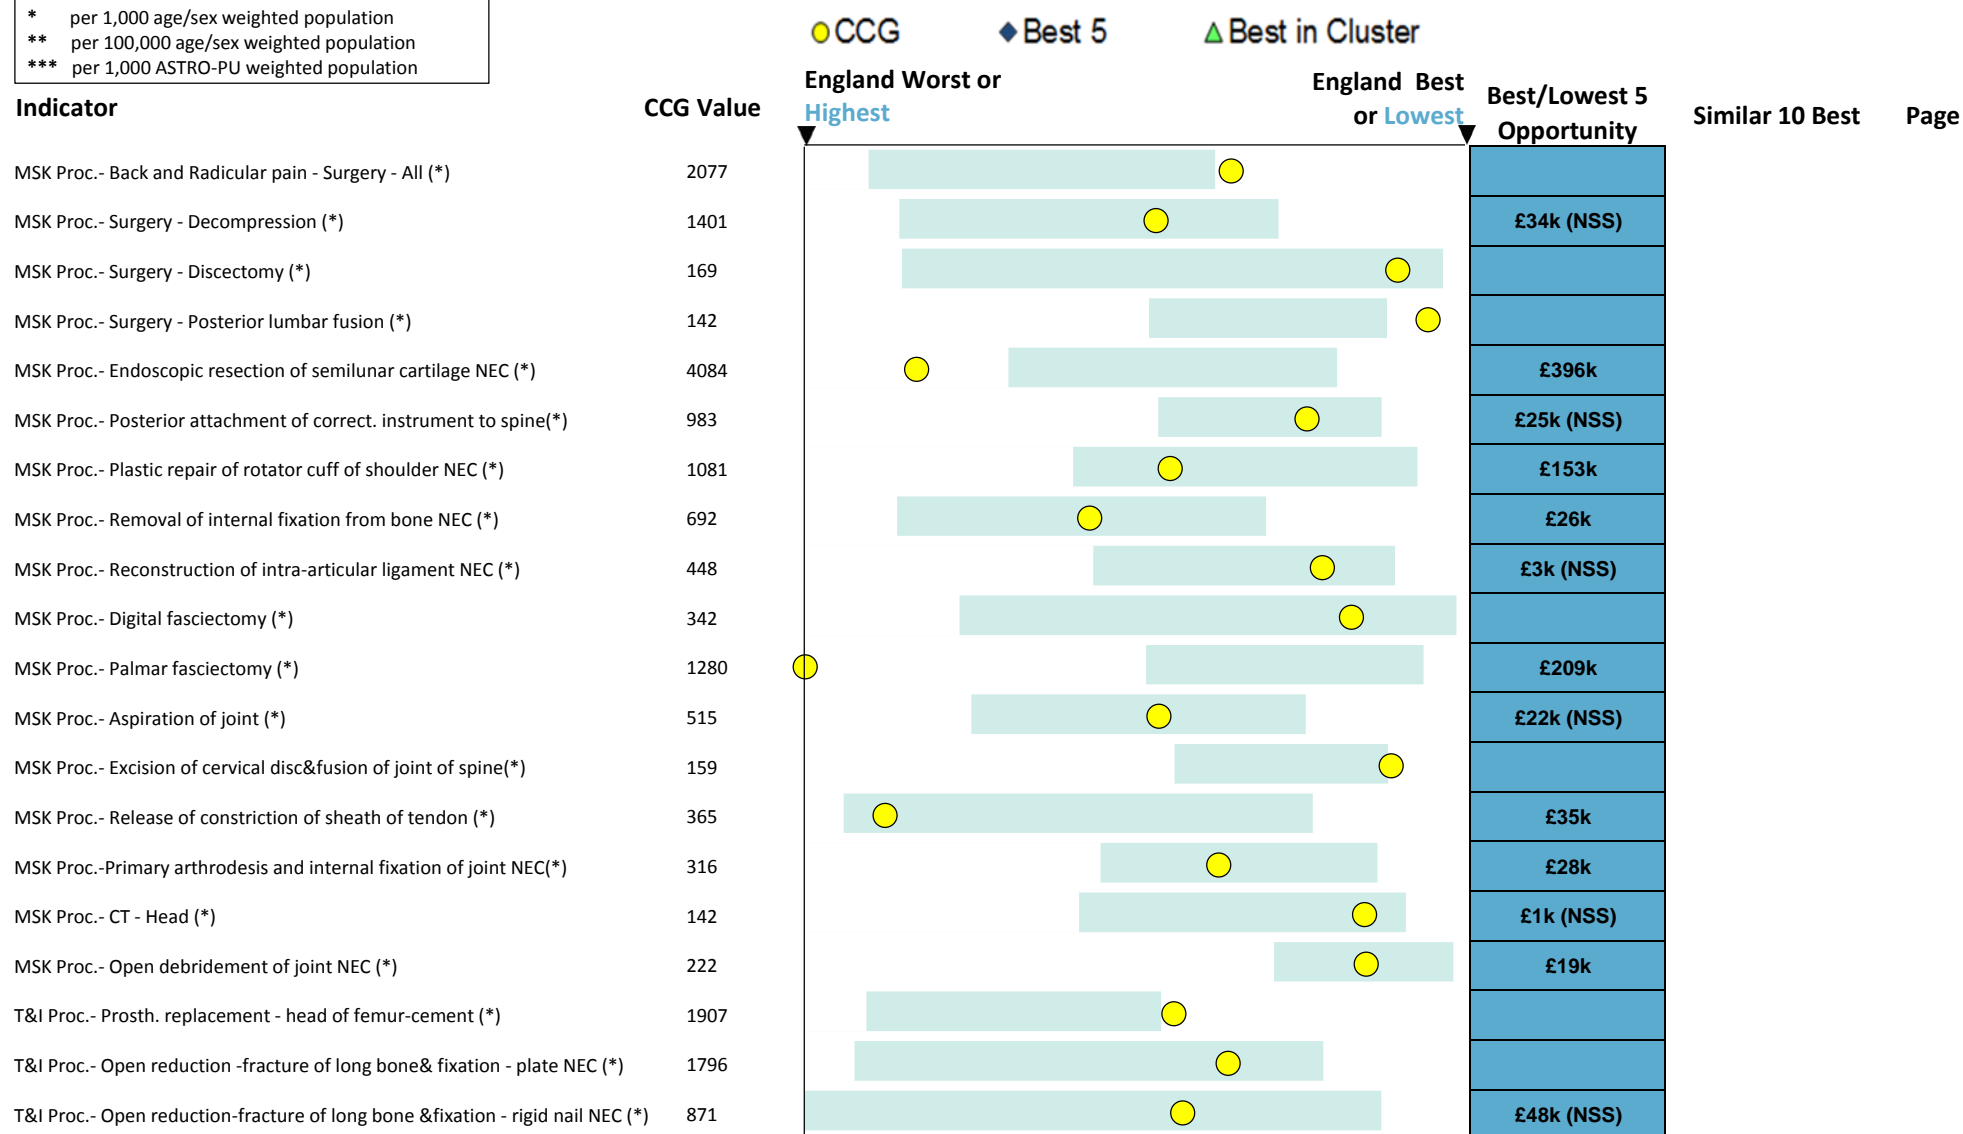 * per 1,000 age/sex weighted population
** per 100,000 age/sex weighted population
*** per 1,000 ASTRO-PU weighted population
CCG Best 5 Best in Cluster
Indicator CCG Value England Worst or Highest England Best or Lowest Best/Lowest 5 Opportunity Similar 10 Best Page
MSK Proc.- Back and Radicular pain - Surgery - All (*) 2077
MSK Proc.- Surgery - Decompression (*) 1401 £34k (NSS)
MSK Proc.- Surgery - Discectomy (*) 169
MSK Proc.- Surgery - Posterior lumbar fusion (*) 142
MSK Proc.- Endoscopic resection of semilunar cartilage NEC (*) 4084 £396k
MSK Proc.- Posterior attachment of correct. instrument to spine(*) 983 £25k (NSS)
MSK Proc.- Plastic repair of rotator cuff of shoulder NEC (*) 1081 £153k
MSK Proc.- Removal of internal fixation from bone NEC (*) 692 £26k
MSK Proc.- Reconstruction of intra-articular ligament NEC (*) 448 £3k (NSS)
MSK Proc.- Digital fasciectomy (*) 342
MSK Proc.- Palmar fasciectomy (*) 1280 £209k
MSK Proc.- Aspiration of joint (*) 515 £22k (NSS)
MSK Proc.- Excision of cervical disc&fusion of joint of spine(*) 159
MSK Proc.- Release of constriction of sheath of tendon (*) 365 £35k
MSK Proc.-Primary arthrodesis and internal fixation of joint NEC(*) 316 £28k
MSK Proc.- CT - Head (*) 142 £1k (NSS)
MSK Proc.- Open debridement of joint NEC (*) 222 £19k
T&I Proc.- Prosth. replacement - head of femur-cement (*) 1907
T&I Proc.- Open reduction -fracture of long bone& fixation - plate NEC (*) 1796
T&I Proc.- Open reduction-fracture of long bone &fixation - rigid nail NEC (*) 871 £48k (NSS)